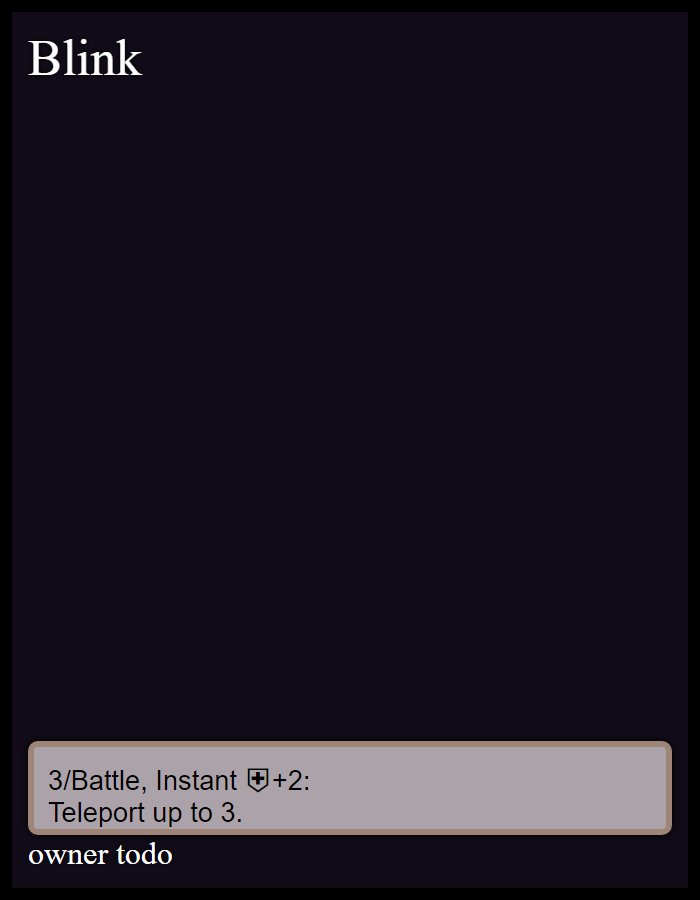 Blink
3/Battle, Instant ⛨+2:
Teleport up to 3.
owner todo